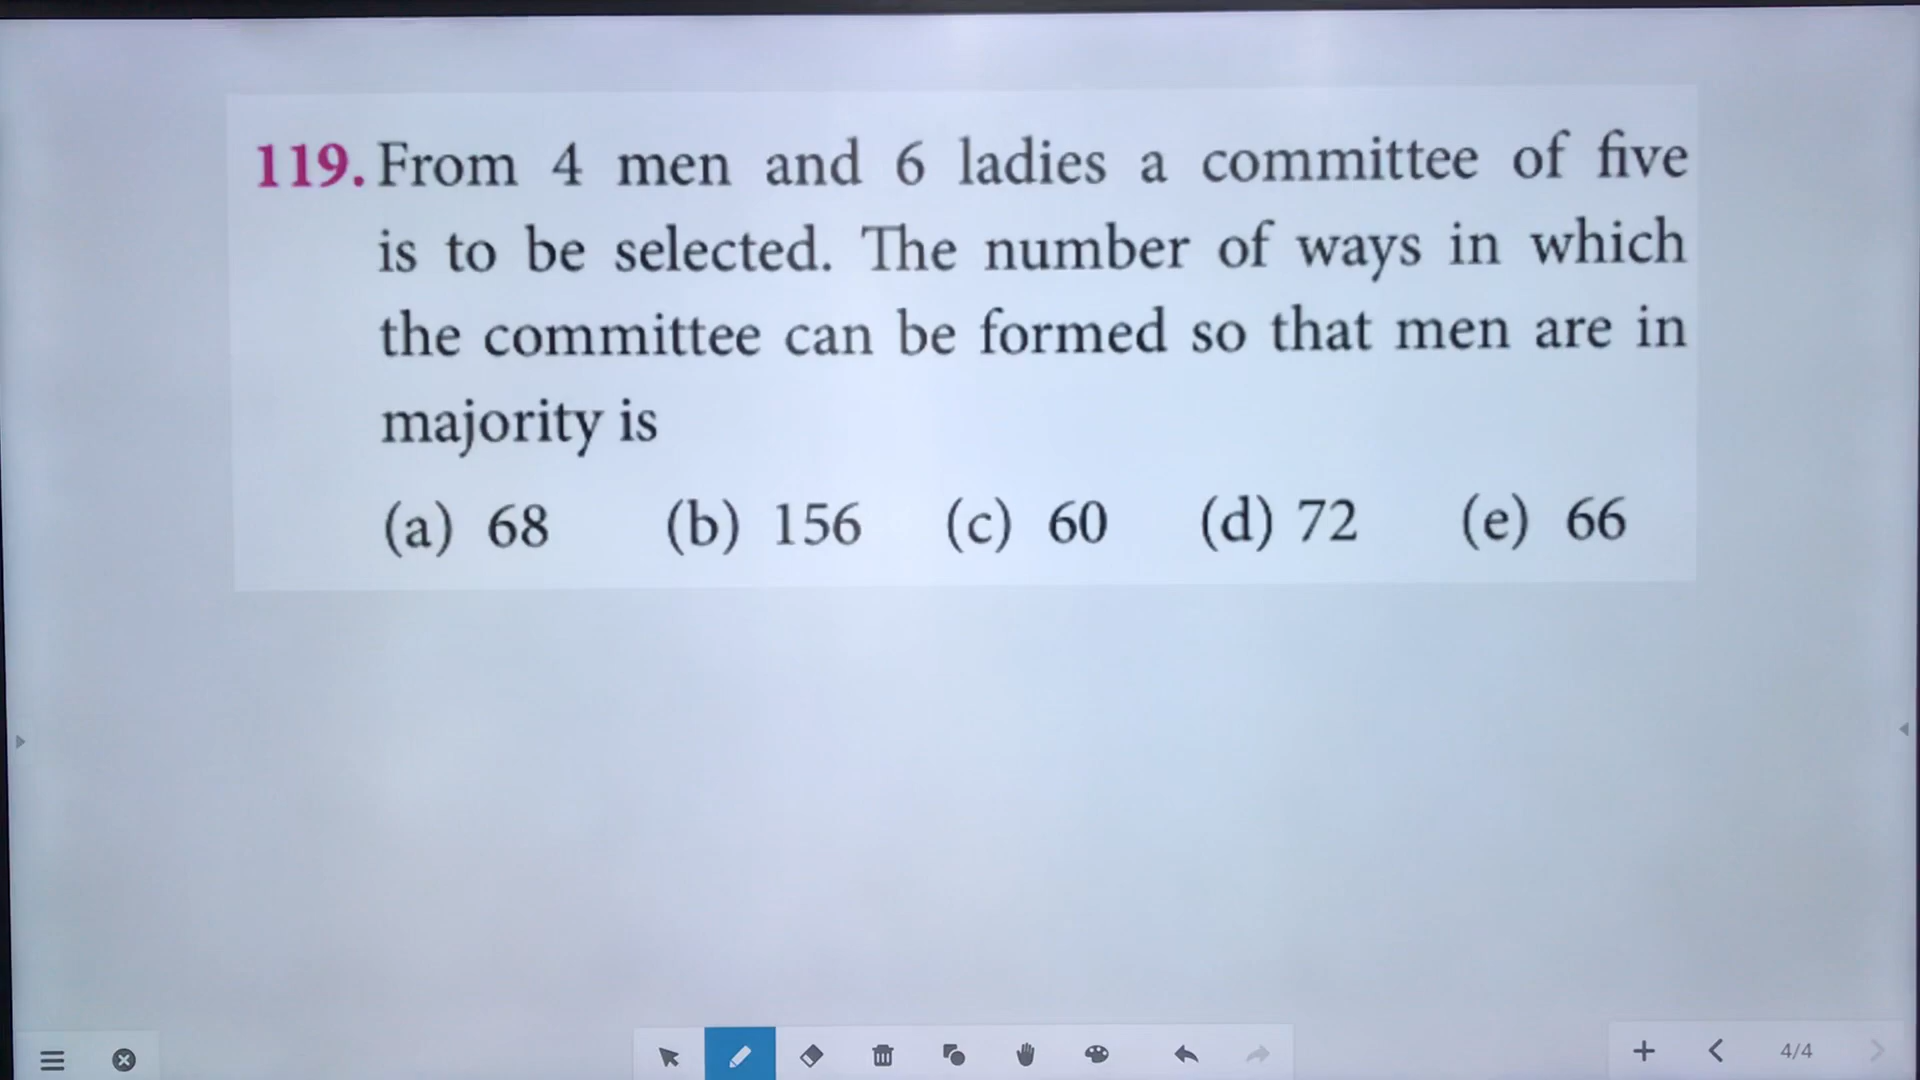 119. From 4 men and 6 ladies a committee of five
is to be selected. The number of ways in which
the committee can be formed so that men are in
majority is
(a) 68 (b) 156 (c) 60 (d) 72 (e) 66
4/4